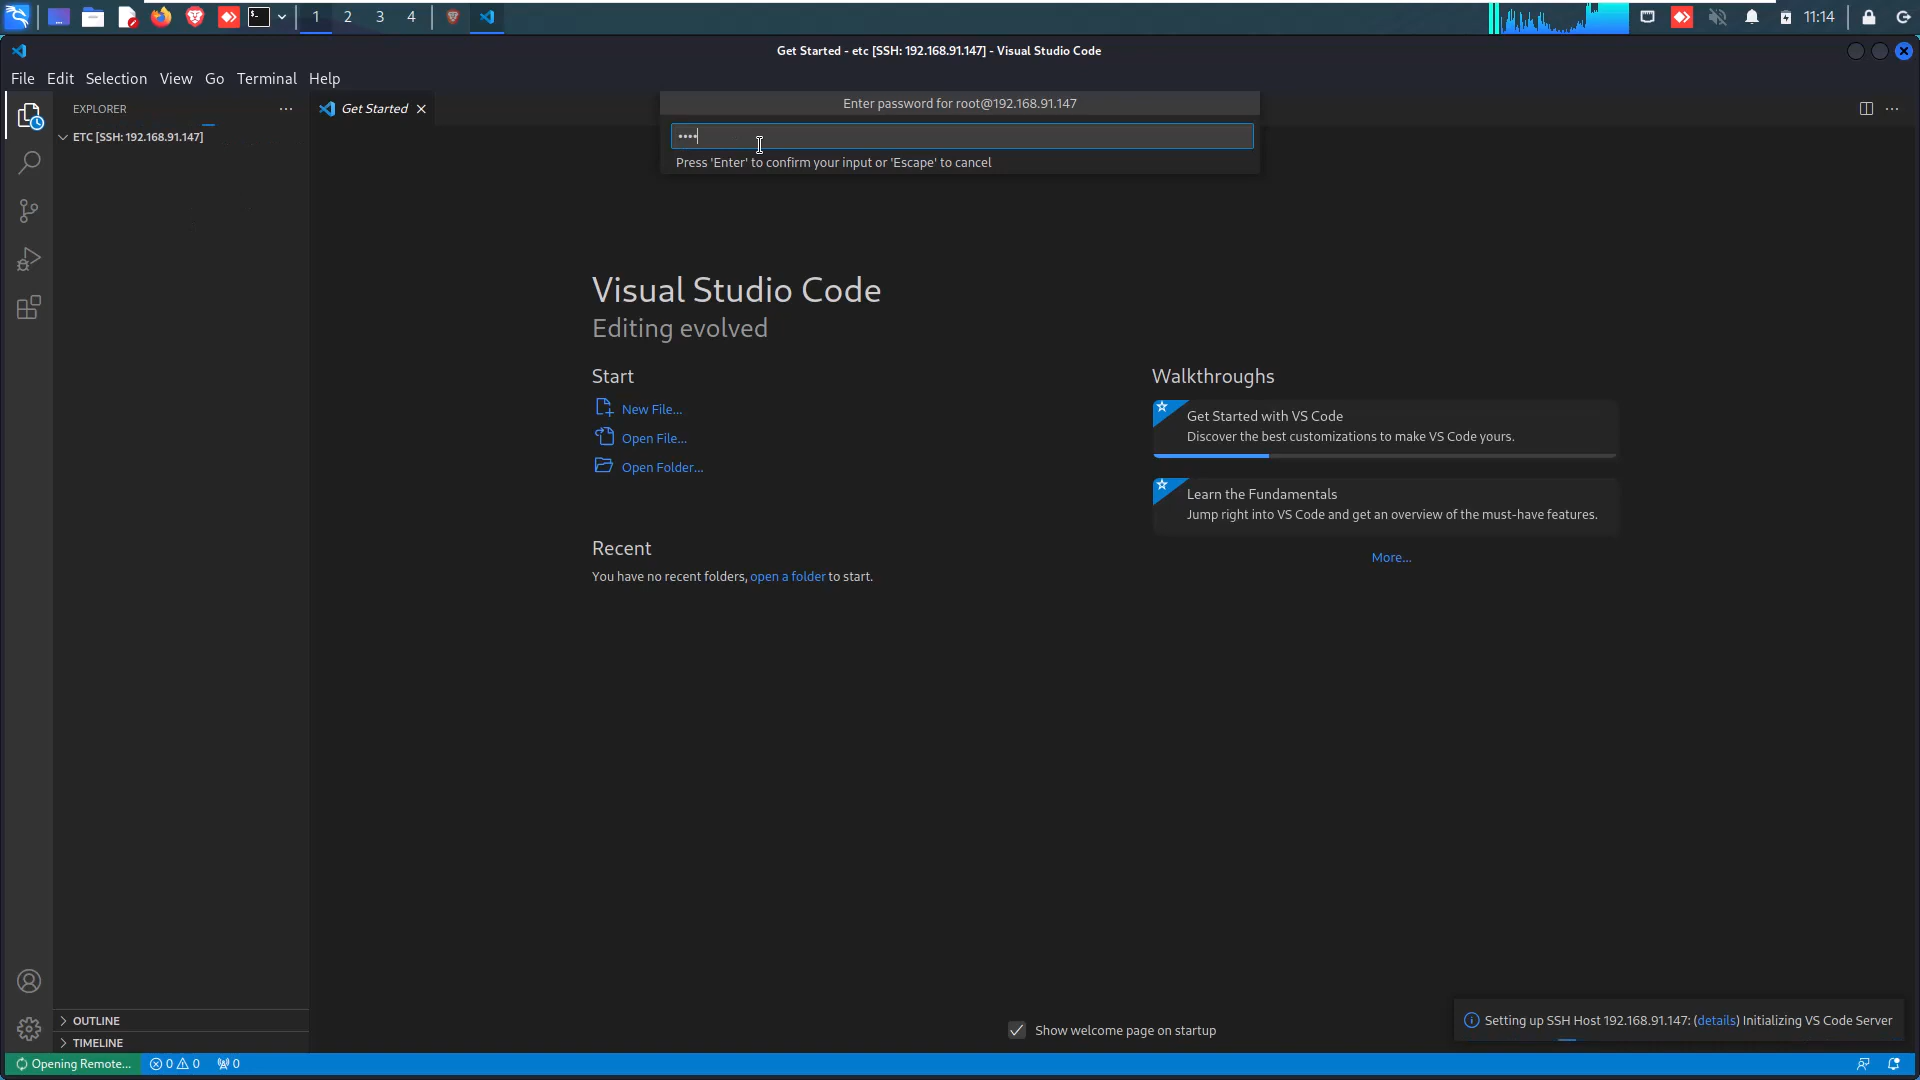 1 2 3 4
11:14
Get Started - etc [SSH: 192.168.91.147] - Visual Studio Code
File Edit Selection View Go Terminal Help
EXPLORER
Get Started
Enter password for root@192.168.91.147
••••
ETC [SSH: 192.168.91.147]
Press 'Enter' to confirm your input or 'Escape' to cancel
Visual Studio Code
Editing evolved
Start
New File...
Open File...
Open Folder...
Recent
You have no recent folders, open a folder to start.
Walkthroughs
Get Started with VS Code
Discover the best customizations to make VS Code yours.
Learn the Fundamentals
Jump right into VS Code and get an overview of the must-have features.
More...
OUTLINE
TIMELINE
Show welcome page on startup
Setting up SSH Host 192.168.91.147: (details) Initializing VS Code Server
Opening Remote... 0 0 0